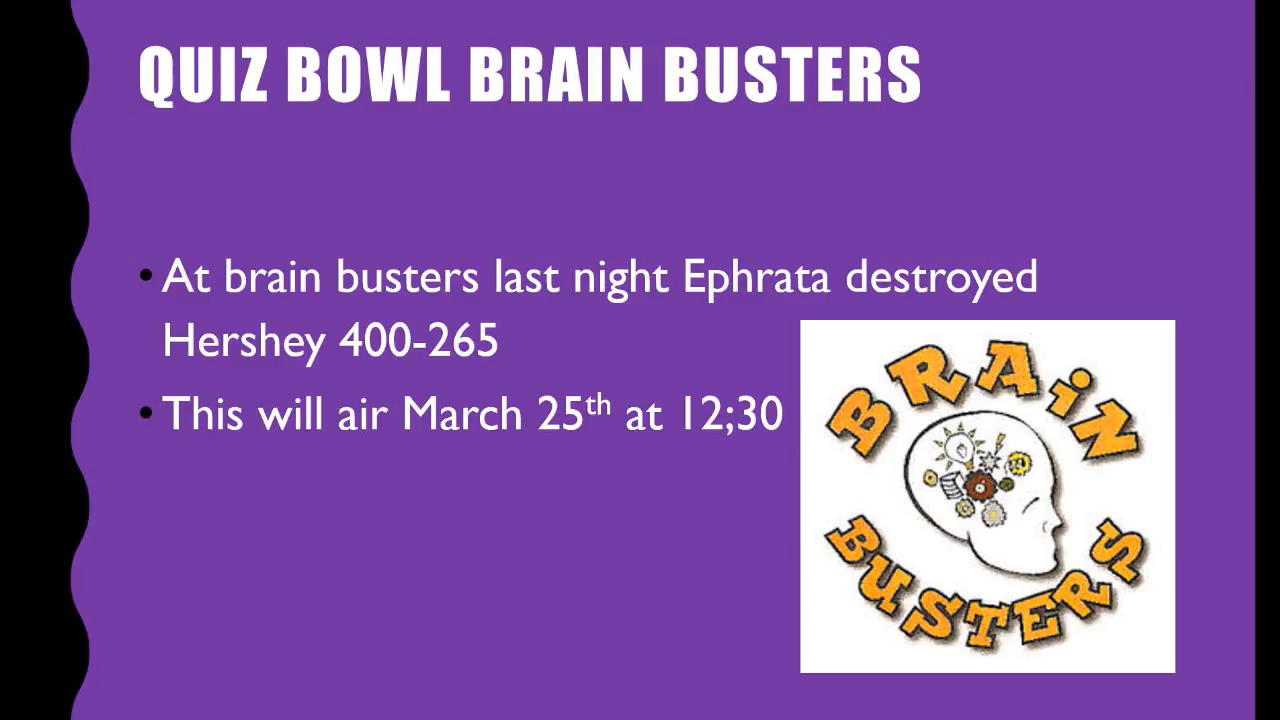 QUIZ BOWL BRAIN BUSTERS
• At brain busters last night Ephrata destroyed
Hershey 400-265
• This will air March 25th at 12;30
BRAiN
BUSTERS